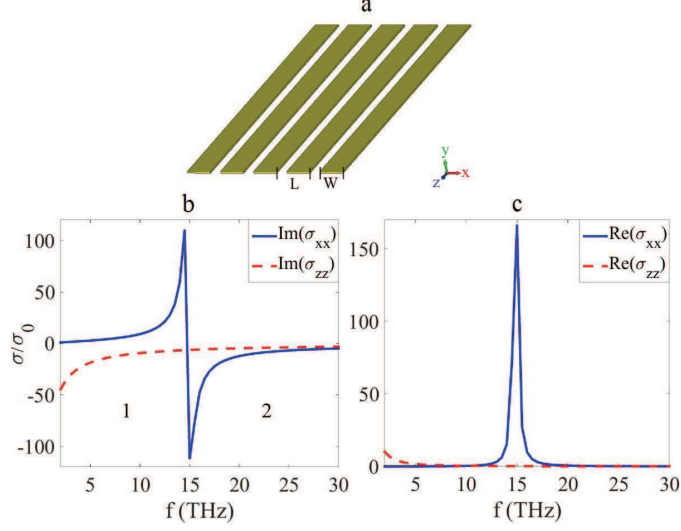 a
y
x
z
L
W
b
c
100
50
0
-50
-100
σ/σ0
Im(σxx)
Im(σzz)
1
2
5
10
15
20
25
30
f (THz)
150
100
50
0
Re(σxx)
Re(σzz)
5
10
15
20
25
30
f (THz)